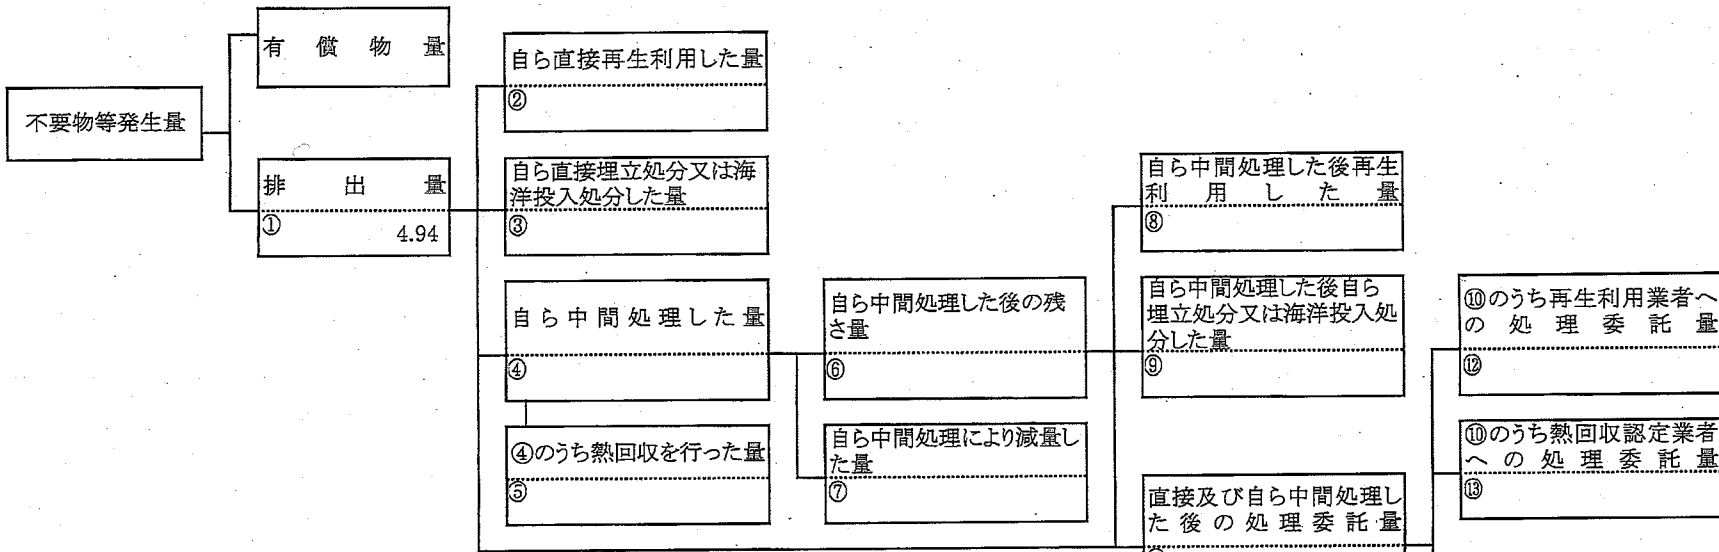 有償物量
不要物等発生量
排出量
①
4.94
自ら直接再生利用した量
②
自ら直接埋立処分又は海
洋投入処分した量
③
自ら中間処理した量
④
④のうち熱回収を行った量
⑤
自ら中間処理した後の残
さ量
⑥
自ら中間処理により減量し
た量
⑦
自ら中間処理した後再生
利用した量
⑧
自ら中間処理した後自ら
埋立処分又は海洋投入処
分した量
⑨
直接及び自ら中間処理し
た後の処理委託量
⑩のうち再生利用業者へ
の処理委託量
⑫
⑩のうち熱回収認定業者
への処理委託量
⑬